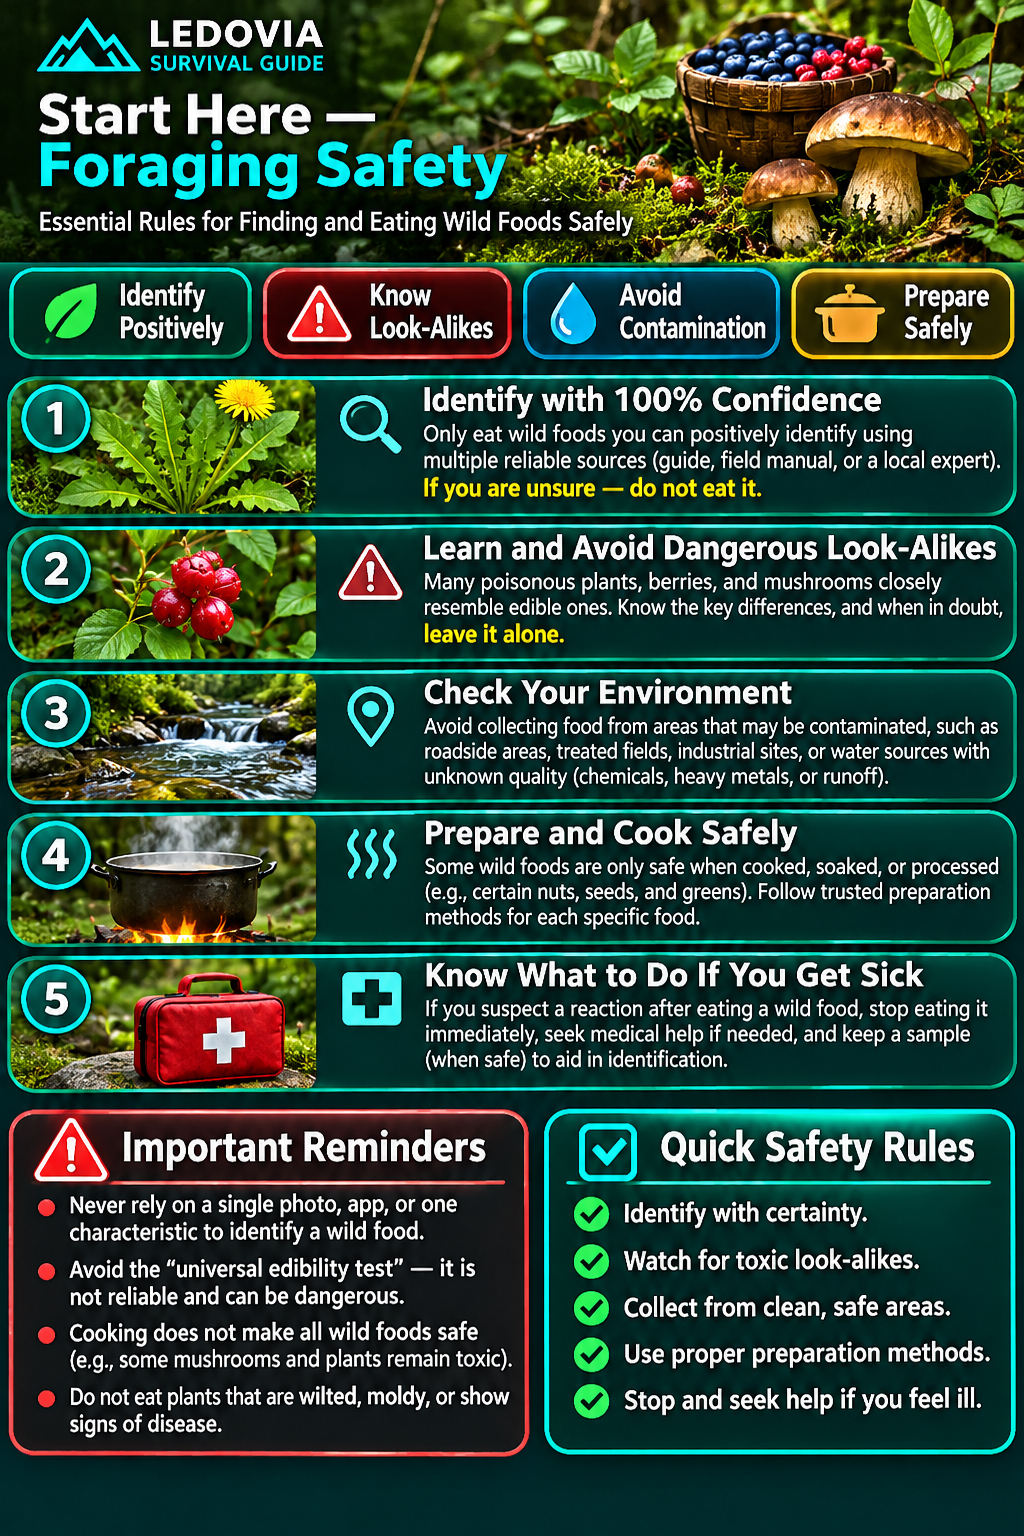 LEDOVIA
SURVIVAL GUIDE
Start Here —
Foraging Safety
Essential Rules for Finding and Eating Wild Foods Safely
Identify
Positively
Know
Look-Alikes
Avoid
Contamination
Prepare
Safely
1
Identify with 100% Confidence
Only eat wild foods you can positively identify using
multiple reliable sources (guide, field manual, or a local expert).
If you are unsure — do not eat it.
2
Learn and Avoid Dangerous Look-Alikes
Many poisonous plants, berries, and mushrooms closely
resemble edible ones. Know the key differences, and when in doubt,
leave it alone.
3
Check Your Environment
Avoid collecting food from areas that may be contaminated, such as
roadside areas, treated fields, industrial sites, or water sources with
unknown quality (chemicals, heavy metals, or runoff).
4
Prepare and Cook Safely
Some wild foods are only safe when cooked, soaked, or processed
(e.g., certain nuts, seeds, and greens). Follow trusted preparation
methods for each specific food.
5
Know What to Do If You Get Sick
If you suspect a reaction after eating a wild food, stop eating it
immediately, seek medical help if needed, and keep a sample
(when safe) to aid in identification.
Important Reminders
Never rely on a single photo, app, or one
characteristic to identify a wild food.
Avoid the “universal edibility test” — it is
not reliable and can be dangerous.
Cooking does not make all wild foods safe
(e.g., some mushrooms and plants remain toxic).
Do not eat plants that are wilted, moldy, or show
signs of disease.
Quick Safety Rules
Identify with certainty.
Watch for toxic look-alikes.
Collect from clean, safe areas.
Use proper preparation methods.
Stop and seek help if you feel ill.